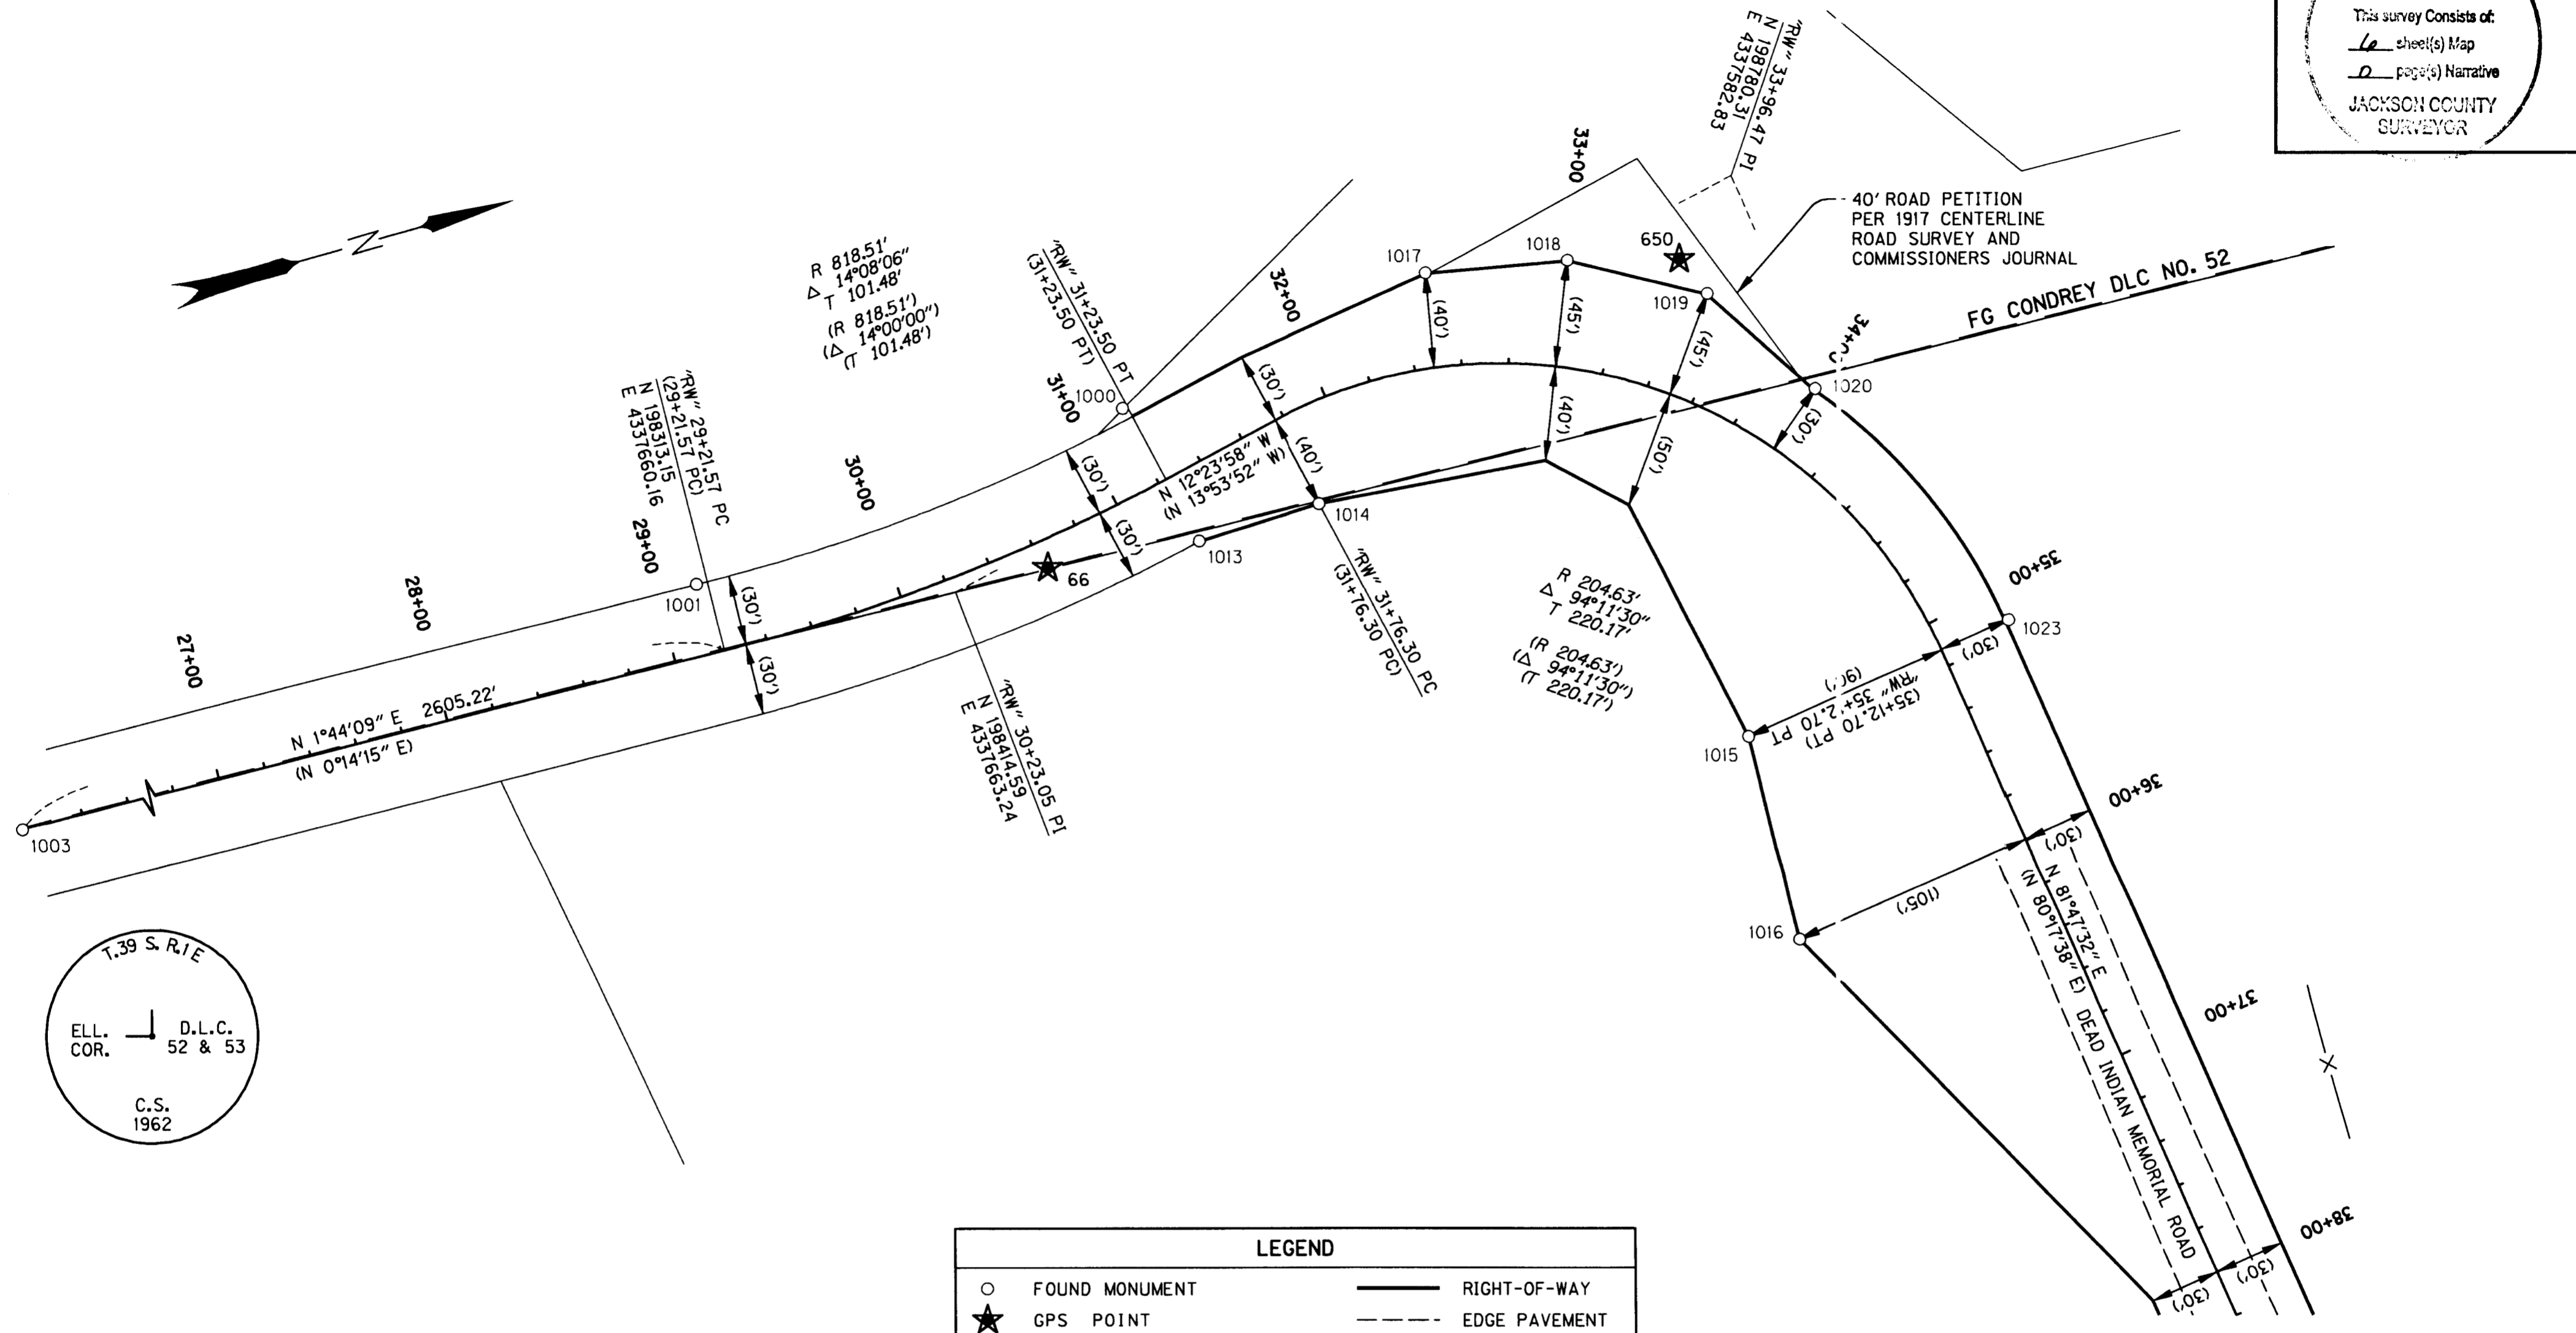 This survey Consists of:
6 sheet(s) Map
0 page(s) Narrative
JACKSON COUNTY
SURVEYOR
"RW" 33+96.47 PI
N 198780.31
E 4337582.83
40' ROAD PETITION
PER 1917 CENTERLINE
ROAD SURVEY AND
COMMISSIONERS JOURNAL
FG CONDREY DLC NO. 52
N
R 818.51'
Δ 14°08'06"
T 101.48'
(R 818.51')
(Δ 14°00'00")
(T 101.48')
"RW" 31+23.50 PT
(31+23.50 PT)
"RW" 29+21.57 PC
(29+21.57 PC)
N 198313.15
E 4337660.16
27+00
28+00
29+00
30+00
31+00
32+00
33+00
34+0
35+00
36+00
37+00
38+00
1017
1018
650
1019
1020
1000
1001
1003
66
1013
1014
1023
1015
1016
(40')
(45')
(45')
(30')
(40')
(50')
(30')
(40')
(30')
(30')
(30')
(30')
(30')
(90')
(30')
(105')
(30')
(30')
(30')
N 12°23'58" W
(N 13°53'52" W)
N 1°44'09" E 2605.22'
(N 0°14'15" E)
"RW" 30+23.05 PI
N 198414.59
E 4337663.24
"RW" 31+76.30 PC
(31+76.30 PC)
R 204.63'
Δ 94°11'30"
T 220.17'
(R 204.63')
(Δ 94°11'30")
(T 220.17')
"RW" 35+'2.70 PT
(35+12.70 PT)
N 81°47'32" E
(N 80°17'38" E) DEAD INDIAN MEMORIAL ROAD
X
T.39 S. R.1 E
ELL. D.L.C.
COR. 52 & 53
C.S.
1962
LEGEND
FOUND MONUMENT RIGHT-OF-WAY
GPS POINT EDGE PAVEMENT